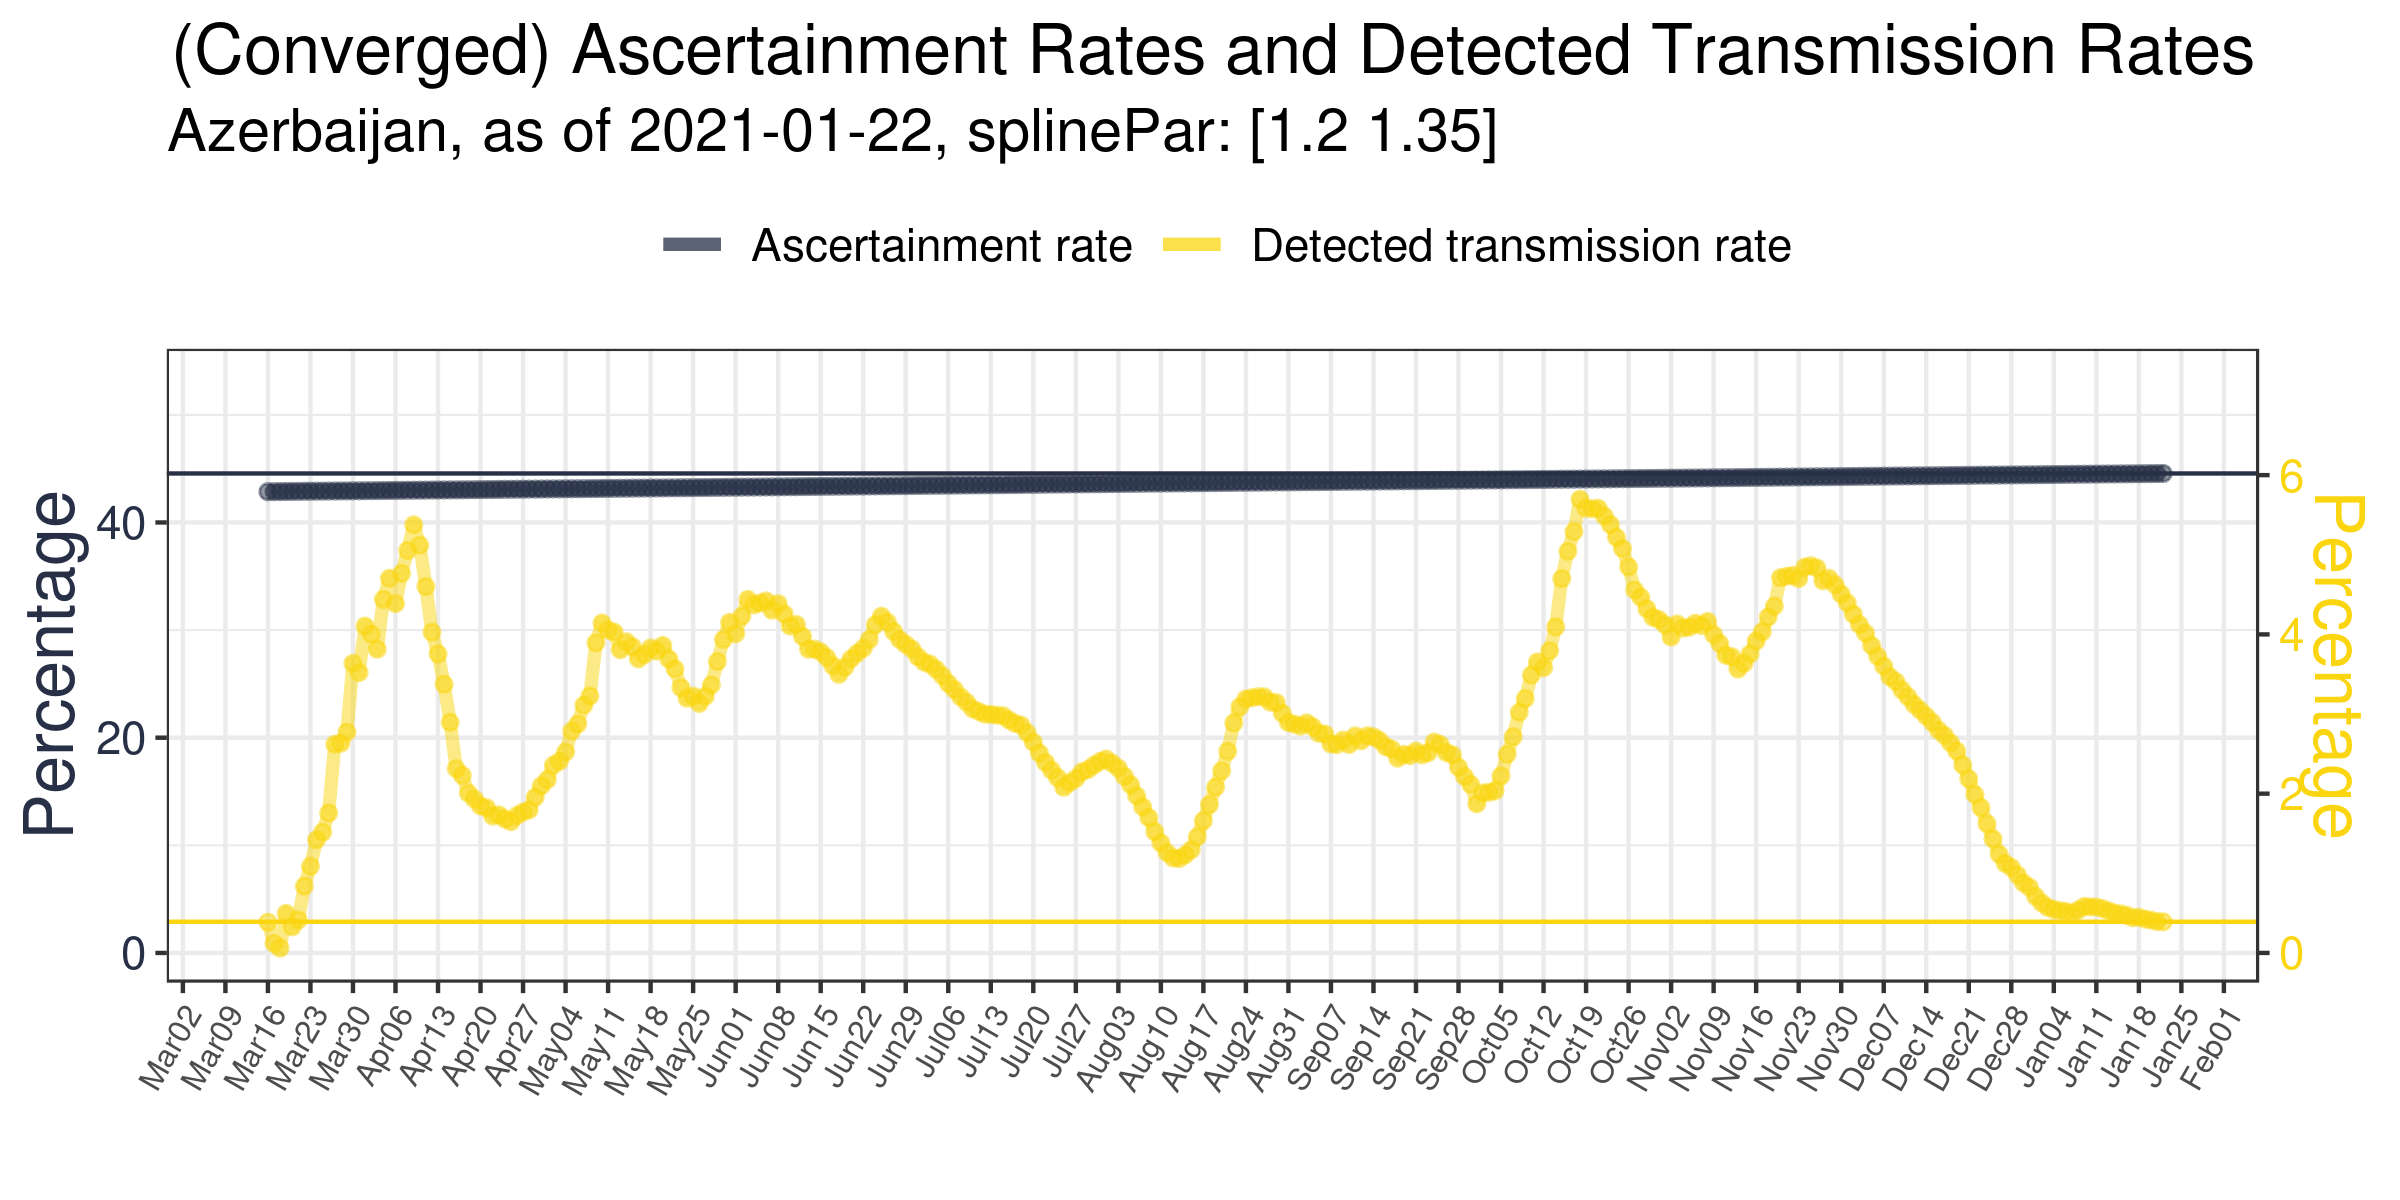 (Converged) Ascertainment Rates and Detected Transmission Rates
Azerbaijan, as of 2021-01-22, splinePar: [1.2 1.35]
Ascertainment rate Detected transmission rate
Percentage
40
20
0
6
4
2
0
Percentage
Mar02 Mar09 Mar16 Mar23 Mar30 Apr06 Apr13 Apr20 Apr27 May04 May11 May18 May25 Jun01 Jun08 Jun15 Jun22 Jun29 Jul06 Jul13 Jul20 Jul27 Aug03 Aug10 Aug17 Aug24 Aug31 Sep07 Sep14 Sep21 Sep28 Oct05 Oct12 Oct19 Oct26 Nov02 Nov09 Nov16 Nov23 Nov30 Dec07 Dec14 Dec21 Dec28 Jan04 Jan11 Jan18 Jan25 Feb01